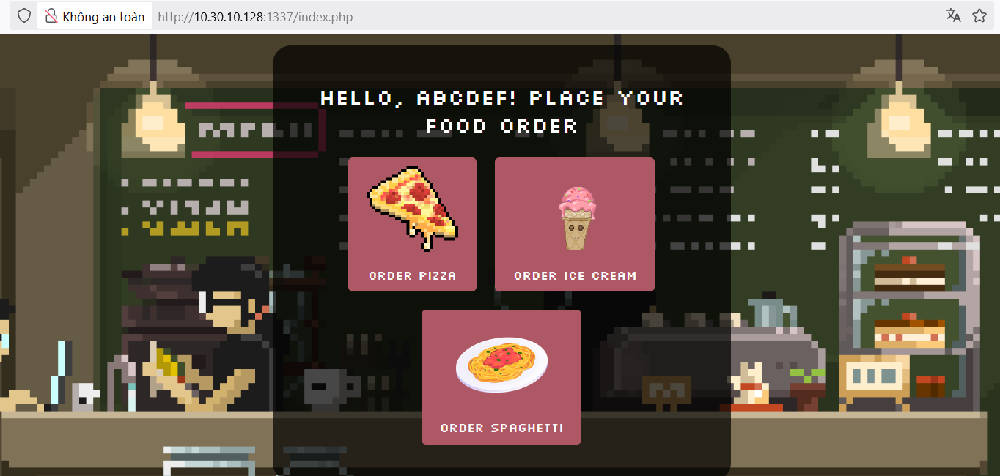 Không an toàn http://10.30.10.128:1337/index.php
HELLO, ABCDEF! PLACE YOUR
FOOD ORDER
ORDER PIZZA
ORDER ICE CREAM
ORDER SPAGHETTI